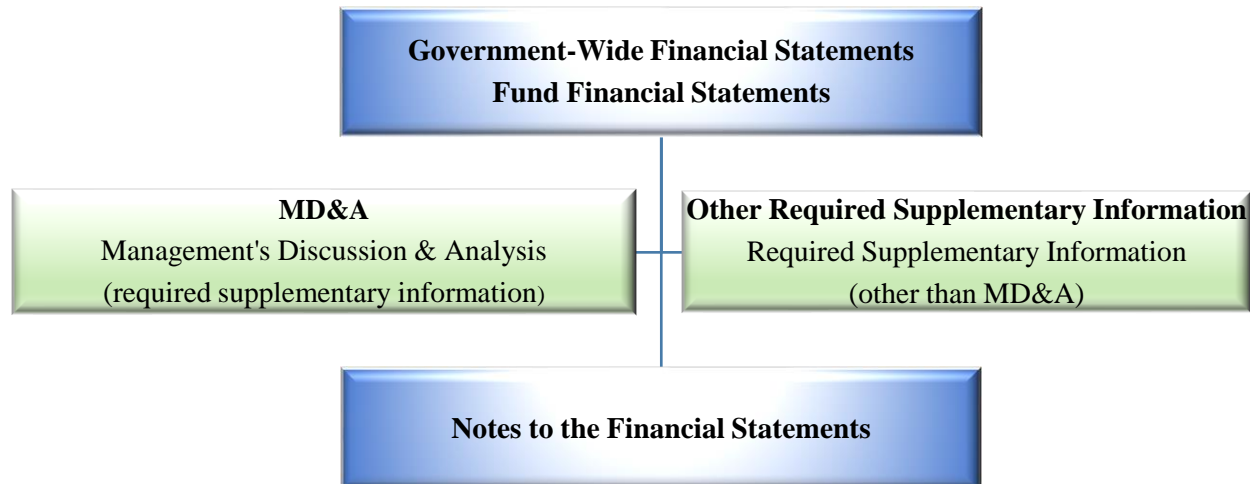 Government-Wide Financial Statements
Fund Financial Statements
MD&A
Management's Discussion & Analysis
(required supplementary information)
Other Required Supplementary Information
Required Supplementary Information
(other than MD&A)
Notes to the Financial Statements